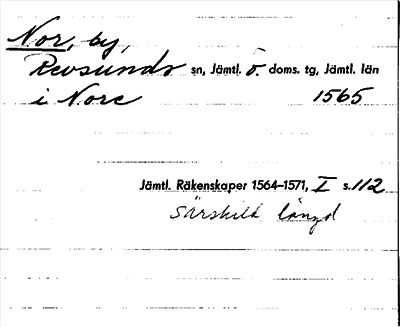 Nor, by,
Revsunds sn, Jämtl. ö. doms. tg, Jämtl. län
i Nore 1565
Jämtl. Räkenskaper 1564–1571, I s. 112
särskild längd